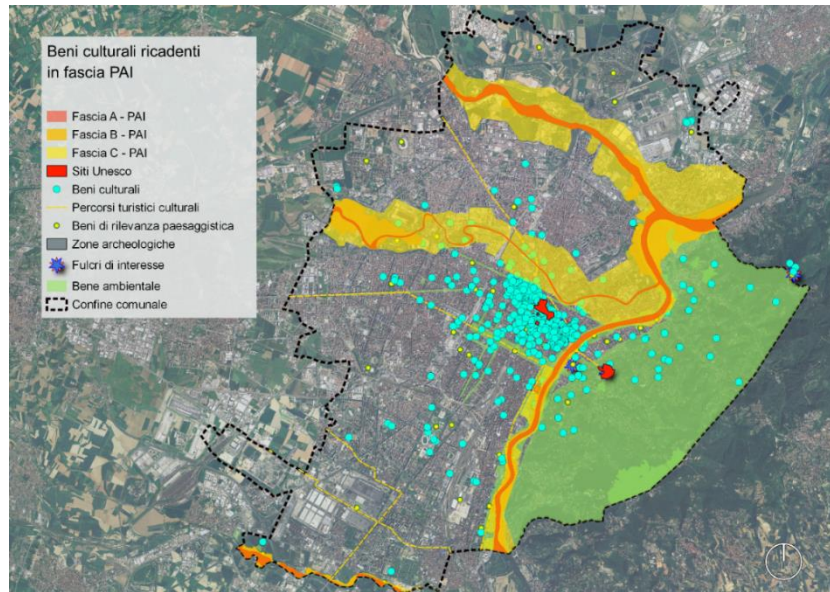 Beni culturali ricadenti
in fascia PAI
Fascia A - PAI
Fascia B - PAI
Fascia C - PAI
Siti Unesco
Beni culturali
Percorsi turistici culturali
Beni di rilevanza paesaggistica
Zone archeologiche
Fulcri di interesse
Bene ambientale
Confine comunale